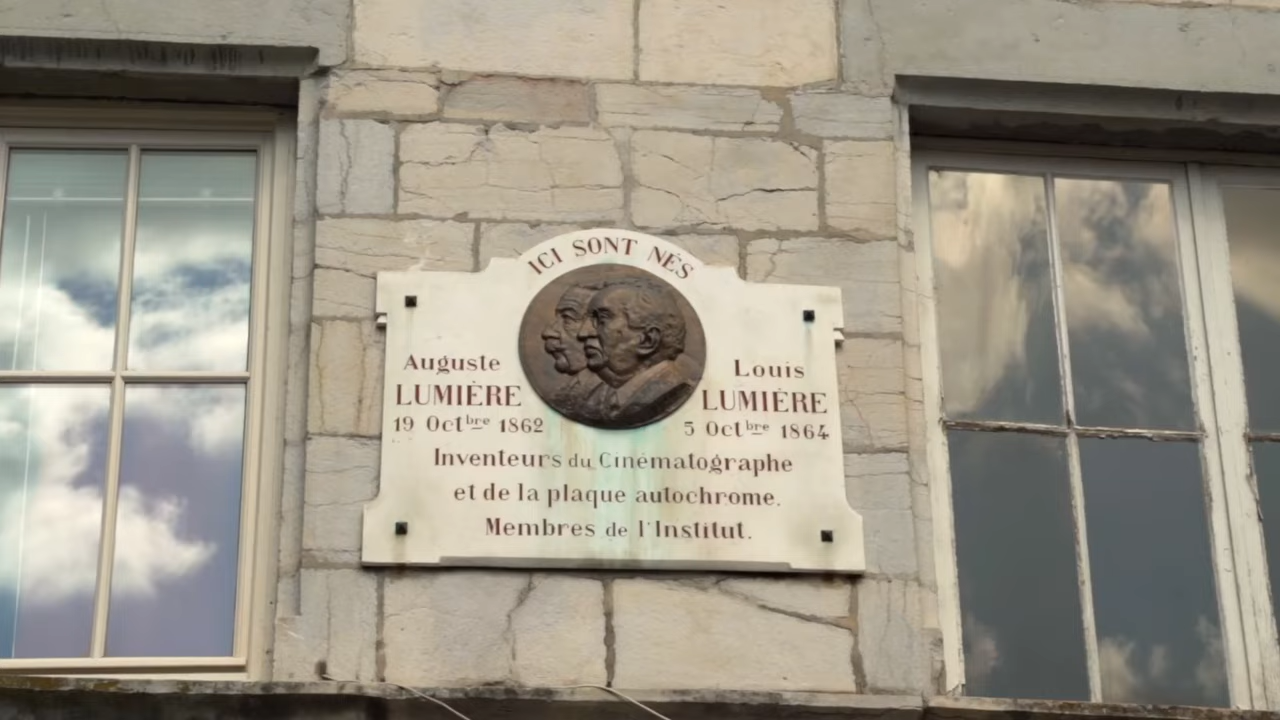 ICI SONT NÉS
Auguste
LUMIÈRE
19 Octbre 1862
Louis
LUMIÈRE
5 Octbre 1864
Inventeurs du Cinématographe
et de la plaque autochrome.
Membres de l'Institut.